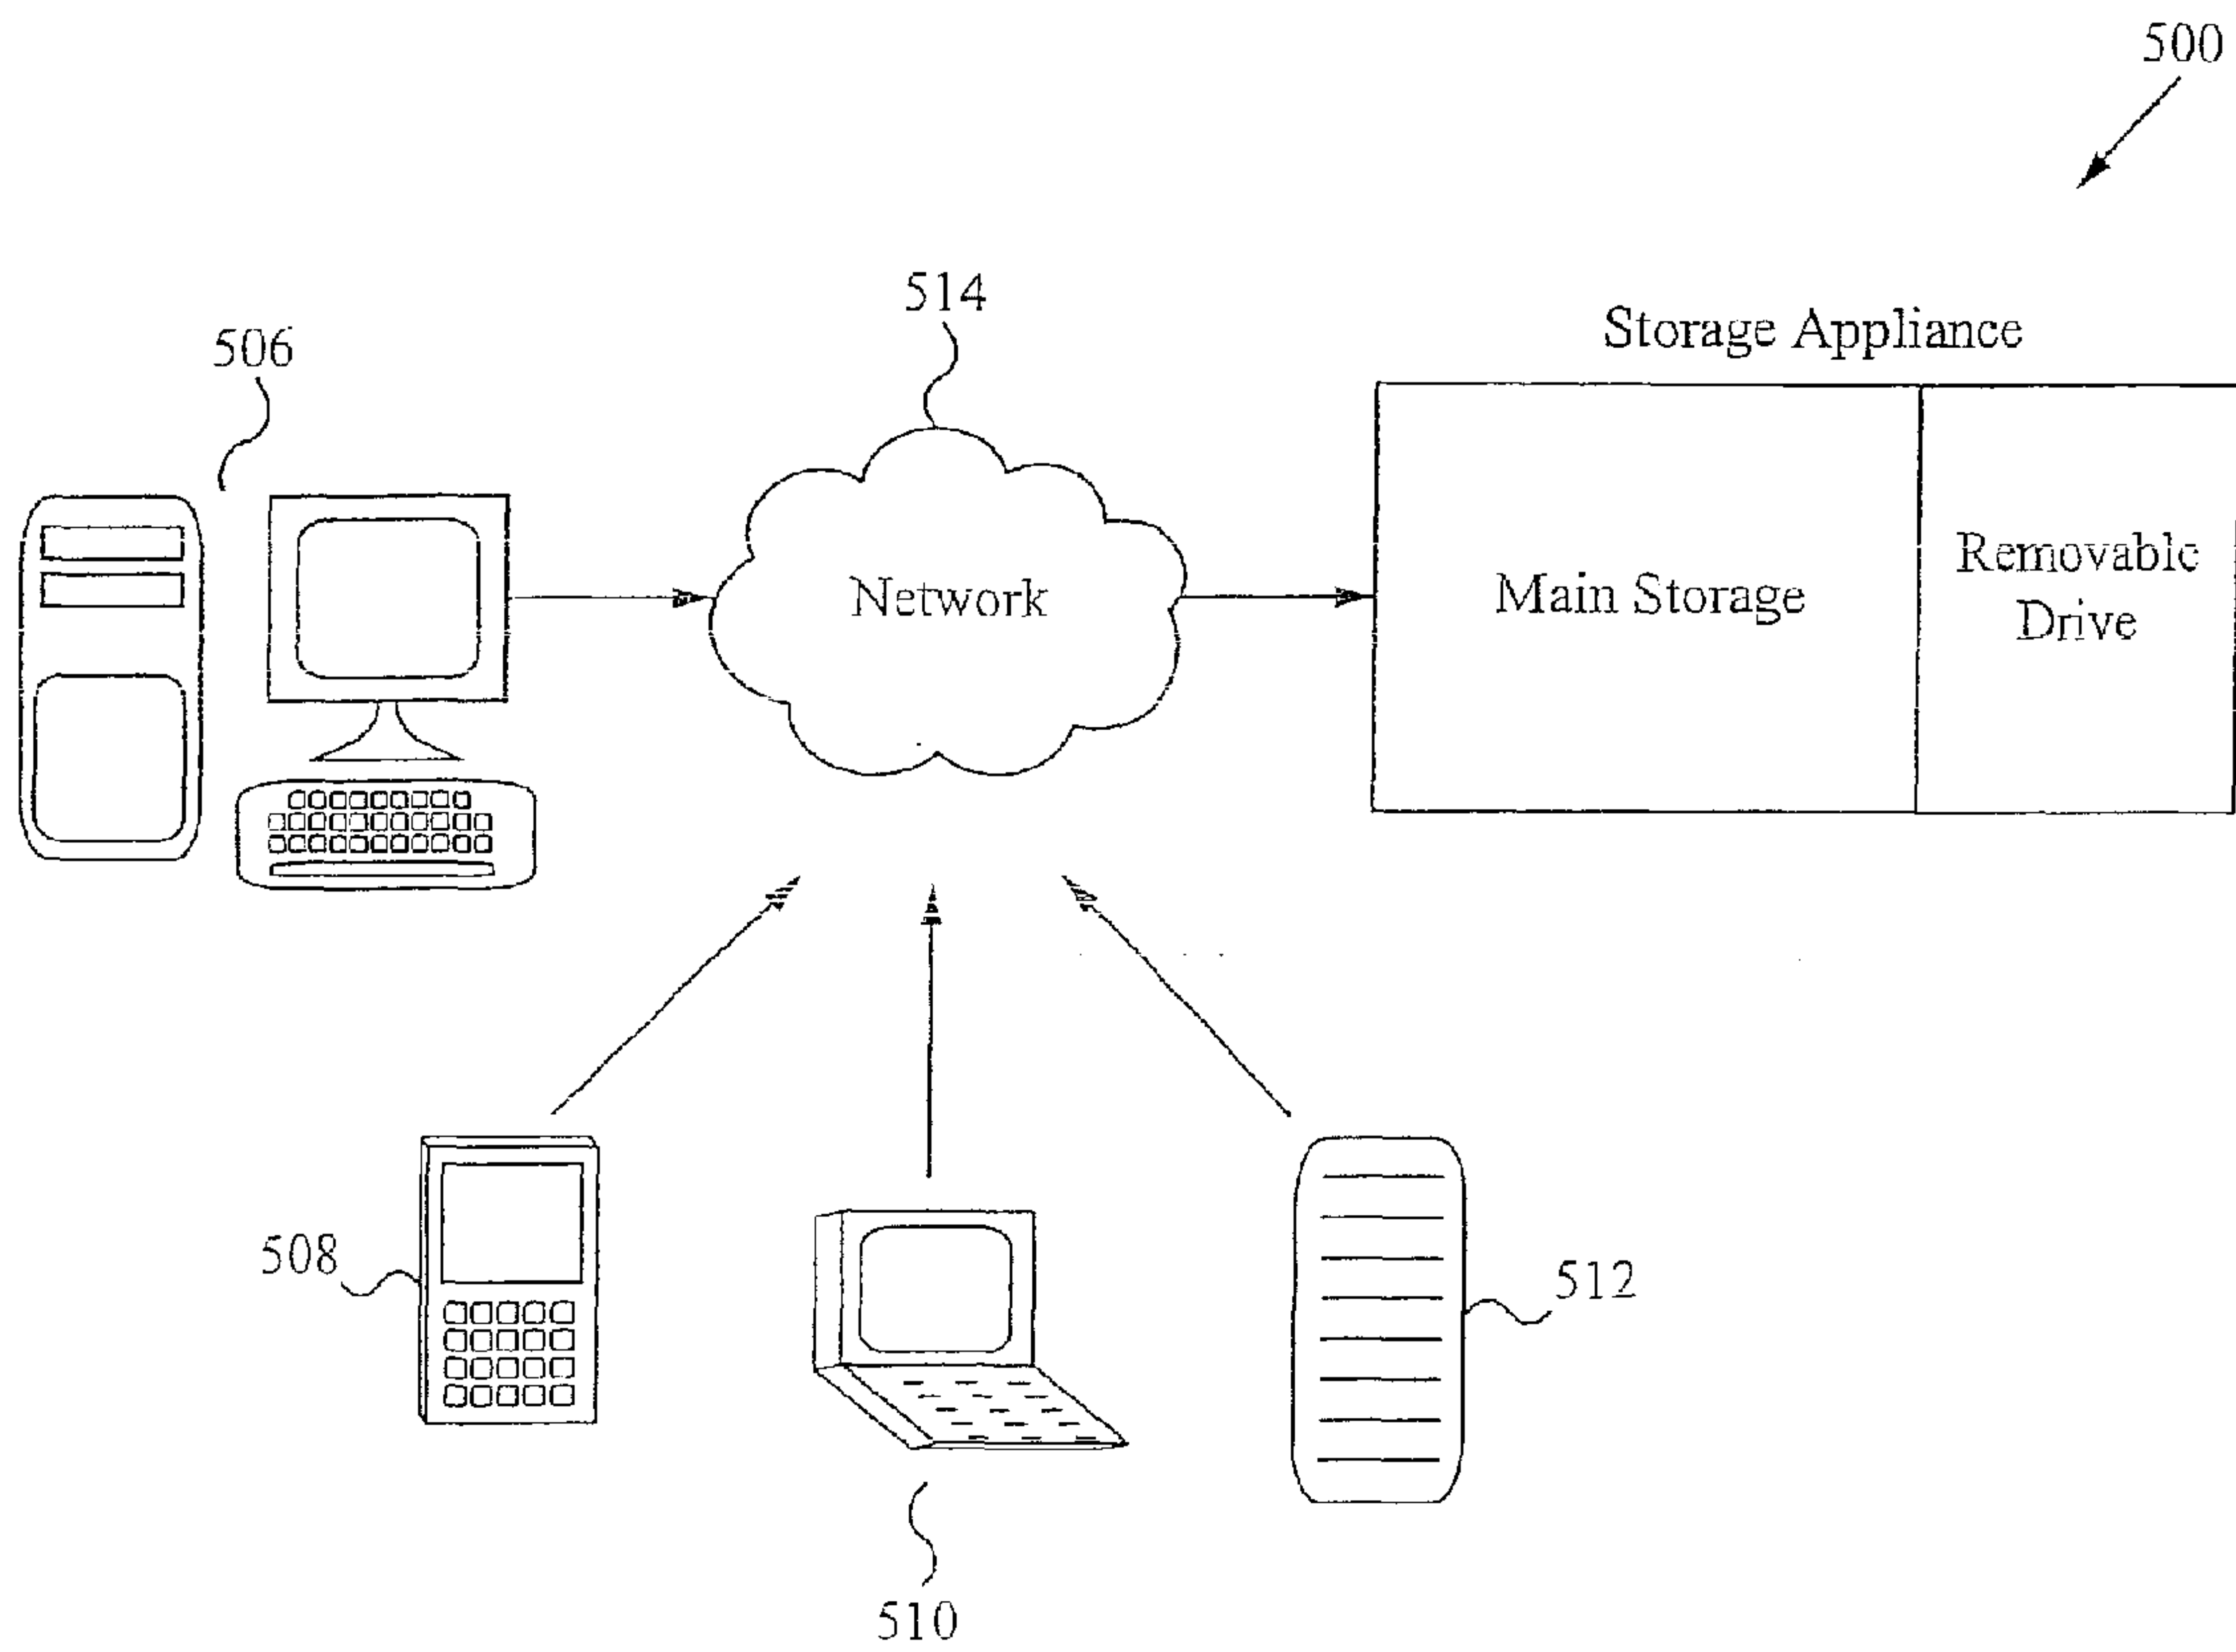 500
514
506
Storage Appliance
Network
Main Storage
Removable
Drive
508
512
510